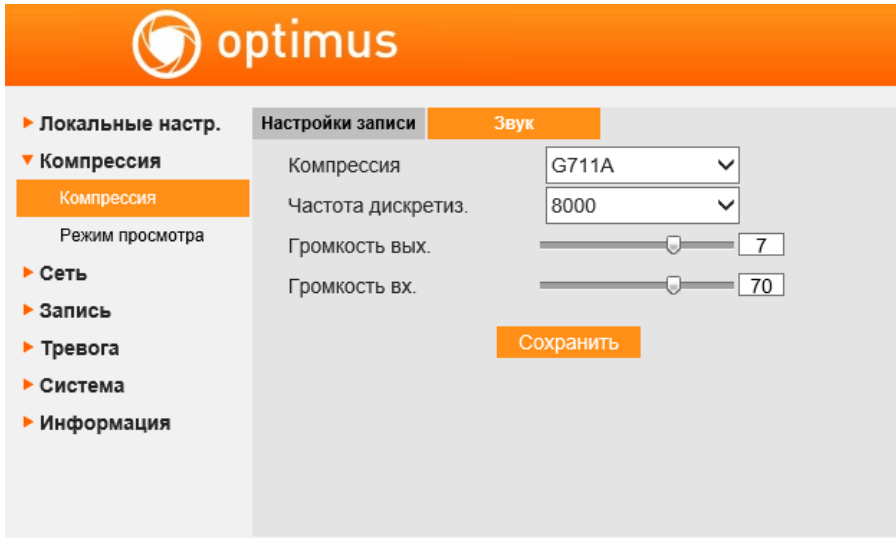 optimus
Локальные настр.
Компрессия
Компрессия
Режим просмотра
Сеть
Запись
Тревога
Система
Информация
Настройки записи Звук
Компрессия G711A
Частота дискретиз. 8000
Громкость вых. 7
Громкость вх. 70
Сохранить